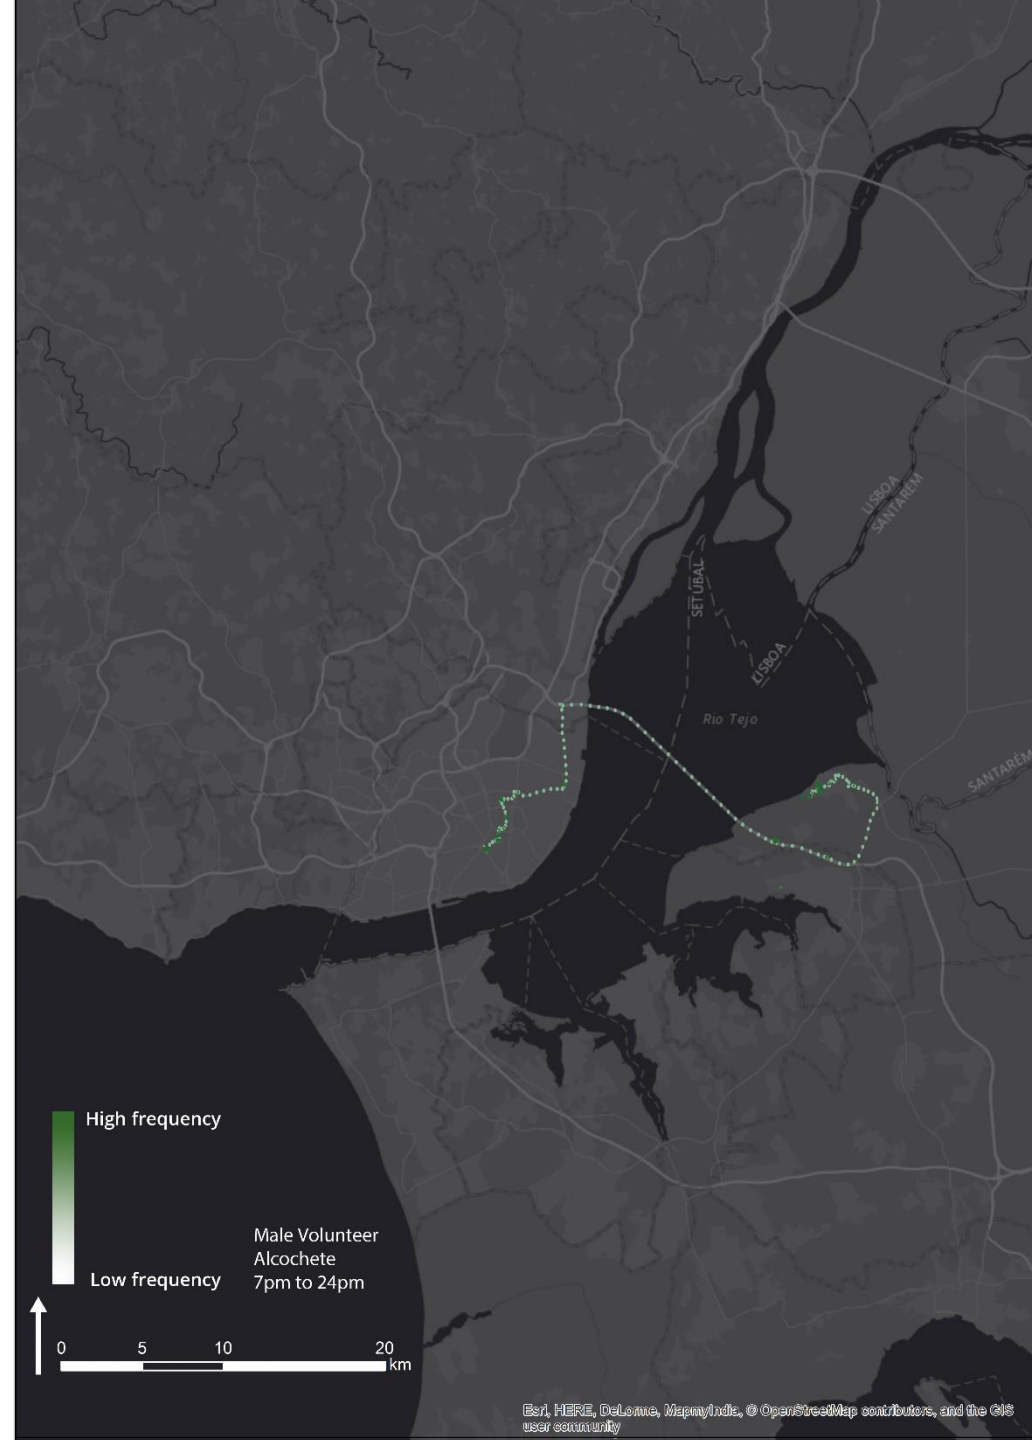 LISBOA
SANTARÉM
SETUBAL
LISBOA
Rio Tejo
SANTARÉM
High frequency
Low frequency
Male Volunteer
Alcochete
7pm to 24pm
0 5 10 20
km
Esri, HERE, DeLorme, MapmyIndia, © OpenStreetMap contributors, and the GIS
user community